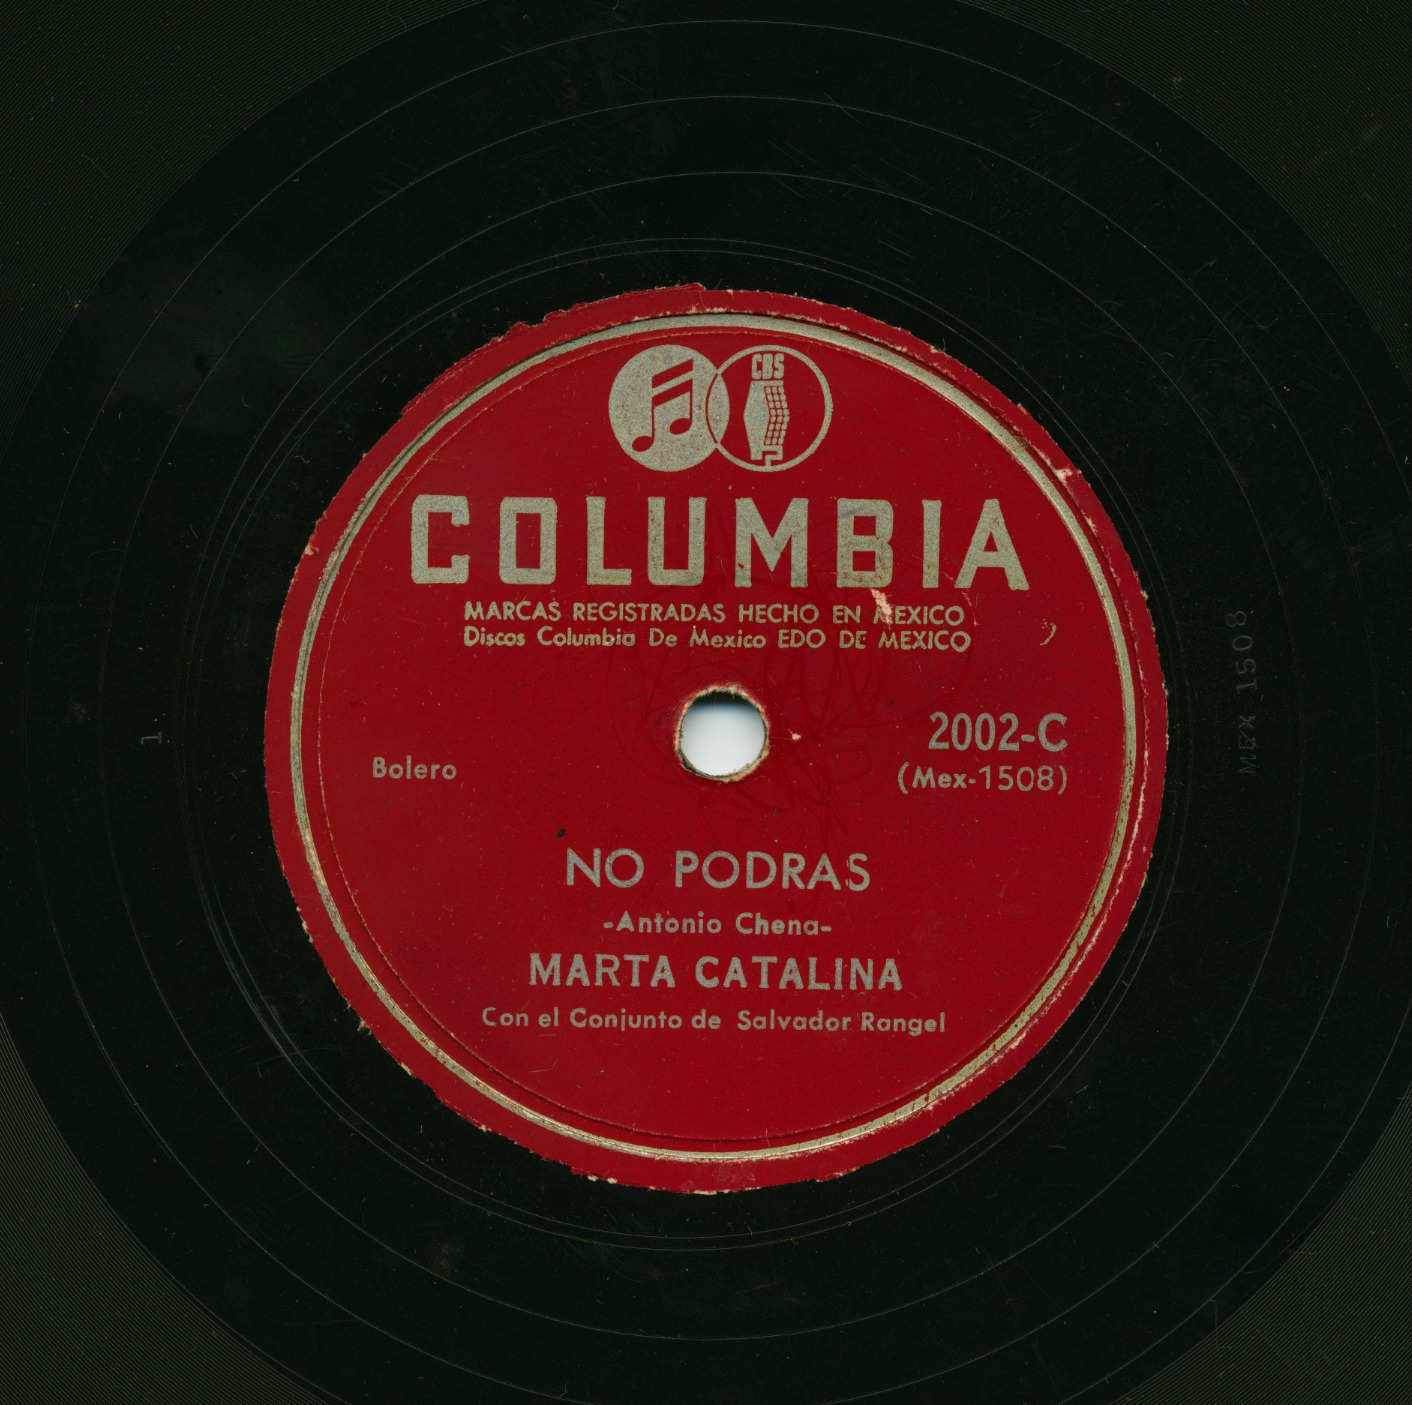 CBS
COLUMBIA
MARCAS REGISTRADAS HECHO EN MEXICO
Discos Columbia De Mexico EDO DE MEXICO
2002-C
Bolero
(Mex-1508)
NO PODRAS
-Antonio Chena-
MARTA CATALINA
Con el Conjunto de Salvador Rangel
1
MEX 1508